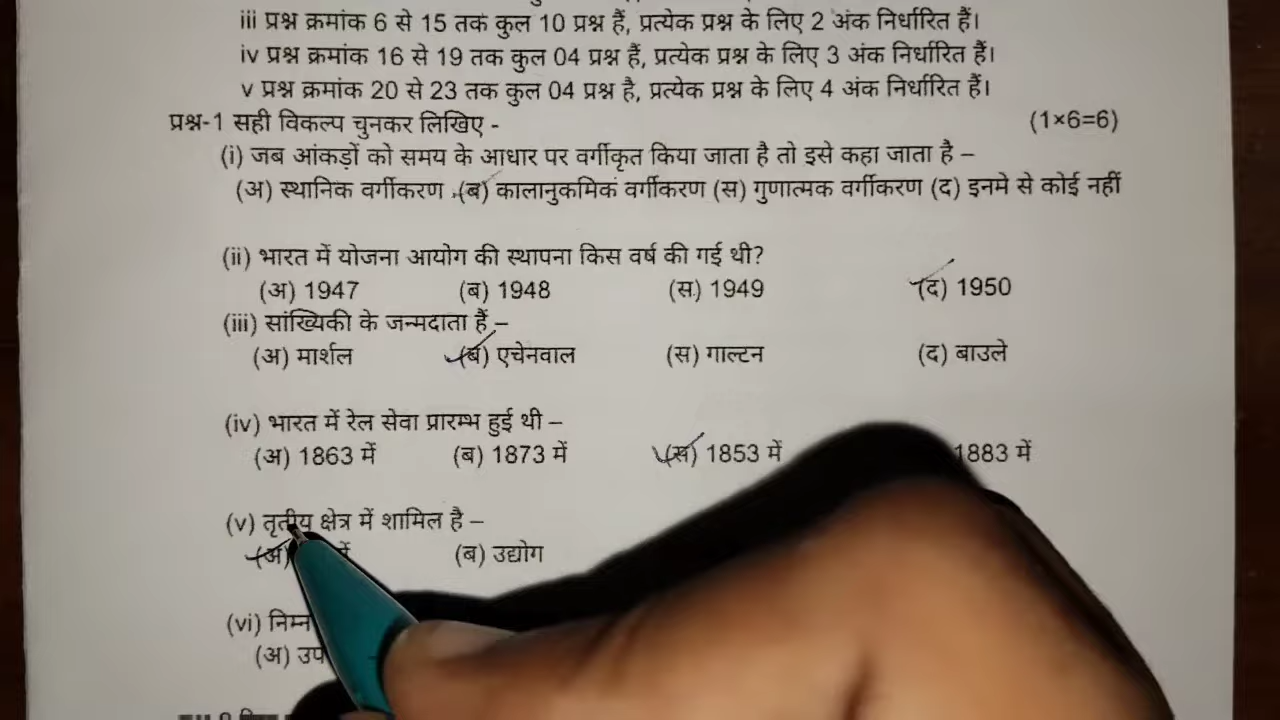 iii प्रश्न क्रमांक 6 से 15 तक कुल 10 प्रश्न हैं, प्रत्येक प्रश्न के लिए 2 अंक निर्धारित हैं।
iv प्रश्न क्रमांक 16 से 19 तक कुल 04 प्रश्न हैं, प्रत्येक प्रश्न के लिए 3 अंक निर्धारित हैं।
v प्रश्न क्रमांक 20 से 23 तक कुल 04 प्रश्न है, प्रत्येक प्रश्न के लिए 4 अंक निर्धारित हैं।
प्रश्न-1 सही विकल्प चुनकर लिखिए - (1×6=6)
(i) जब आंकड़ों को समय के आधार पर वर्गीकृत किया जाता है तो इसे कहा जाता है –
(अ) स्थानिक वर्गीकरण (ब) कालानुकमिक वर्गीकरण (स) गुणात्मक वर्गीकरण (द) इनमे से कोई नहीं
(ii) भारत में योजना आयोग की स्थापना किस वर्ष की गई थी?
(अ) 1947 (ब) 1948 (स) 1949 (द) 1950
(iii) सांख्यिकी के जन्मदाता हैं –
(अ) मार्शल (ब) एचेनवाल (स) गाल्टन (द) बाउले
(iv) भारत में रेल सेवा प्रारम्भ हुई थी –
(अ) 1863 में (ब) 1873 में (स) 1853 में 1883 में
(v) तृतीय क्षेत्र में शामिल है –
(अ) (ब) उद्योग
(vi) निम्न
(अ)